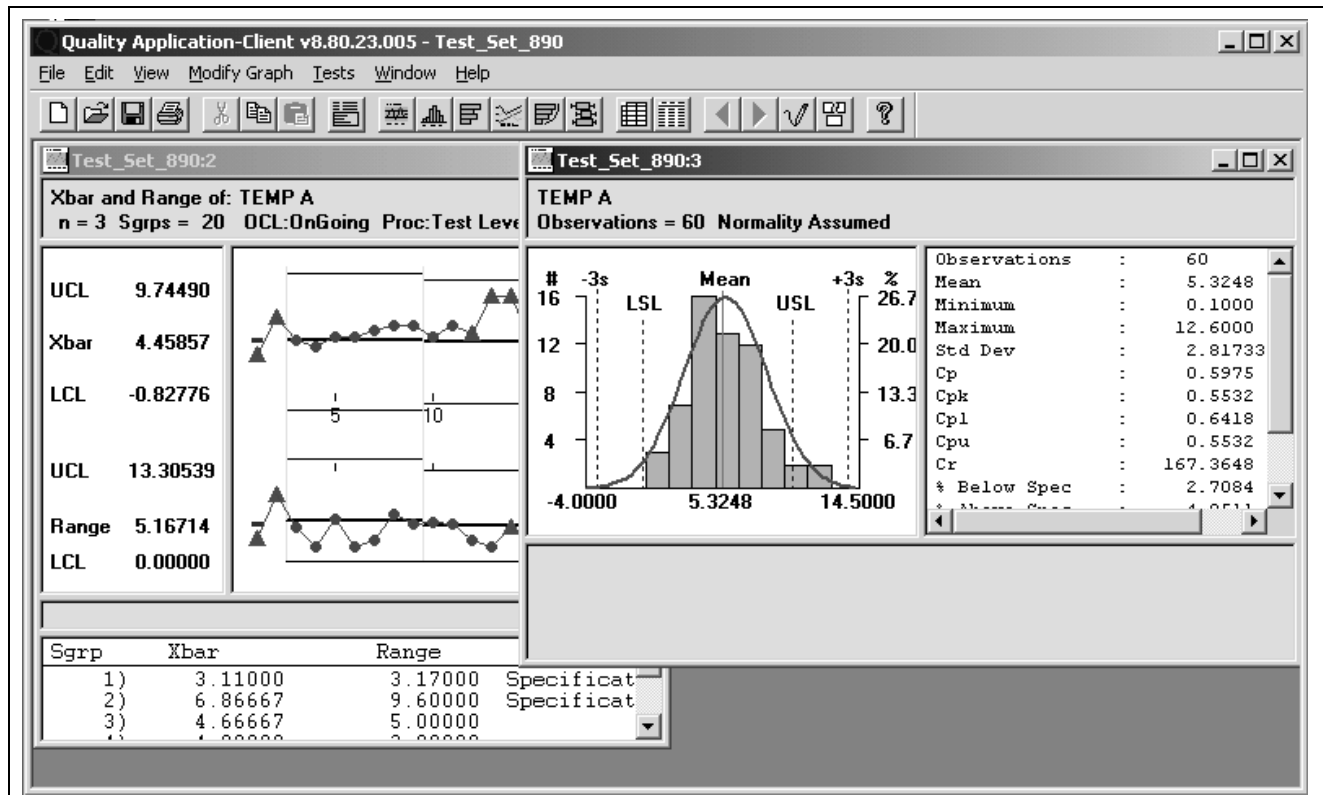 Quality Application-Client v8.80.23.005 - Test_Set_890
File Edit View Modify Graph Tests Window Help
Test_Set_890:2
Xbar and Range of: TEMP A
n = 3 Sgrps = 20 OCL:OnGoing Proc:Test Leve
UCL 9.74490
Xbar 4.45857
LCL -0.82776
5 10
UCL 13.30539
Range 5.16714
LCL 0.00000
Sgrp Xbar Range
1) 3.11000 3.17000 Specificat
2) 6.86667 9.60000 Specificat
3) 4.66667 5.00000
Test_Set_890:3
TEMP A
Observations = 60 Normality Assumed
# -3s Mean +3s %
16 LSL USL 26.7
12 20.0
8 13.3
4 6.7
-4.0000 5.3248 14.5000
Observations : 60
Mean : 5.3248
Minimum : 0.1000
Maximum : 12.6000
Std Dev : 2.81733
Cp : 0.5975
Cpk : 0.5532
Cpl : 0.6418
Cpu : 0.5532
Cr : 167.3648
% Below Spec : 2.7084